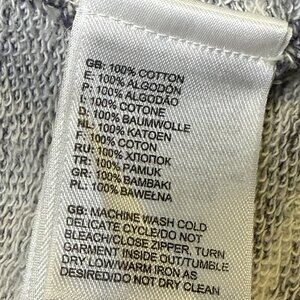 GB: 100% COTTON
E: 100% ALGODÓN
P: 100% ALGODÃO
I: 100% COTONE
D: 100% BAUMWOLLE
NL: 100% KATOEN
F: 100% COTON
RU: 100% ХЛОПОК
TR: 100% PAMUK
GR: 100% BAMBAKI
PL: 100% BAWEŁNA
GB: MACHINE WASH COLD
DELICATE CYCLE/DO NOT
BLEACH/CLOSE ZIPPER, TURN
GARMENT INSIDE OUT/TUMBLE
DRY LOW/WARM IRON AS
DESIRED/DO NOT DRY CLEAN